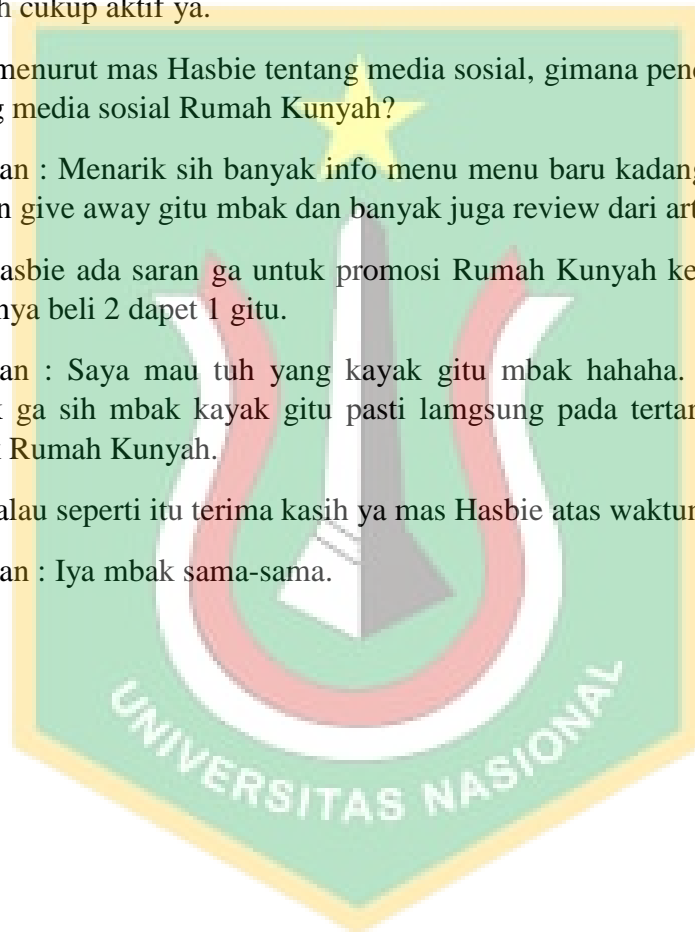 h cukup aktif ya.
menurut mas Hasbie tentang media sosial, gimana pend
g media sosial Rumah Kunyah?
an : Menarik sih banyak info menu menu baru kadang
n give away gitu mbak dan banyak juga review dari art
asbie ada saran ga untuk promosi Rumah Kunyah ke
nya beli 2 dapet 1 gitu.
an : Saya mau tuh yang kayak gitu mbak hahaha.
k ga sih mbak kayak gitu pasti lamgsung pada tertar
k Rumah Kunyah.
alau seperti itu terima kasih ya mas Hasbie atas waktun
an : Iya mbak sama-sama.
UNIVERSITAS NASIONAL